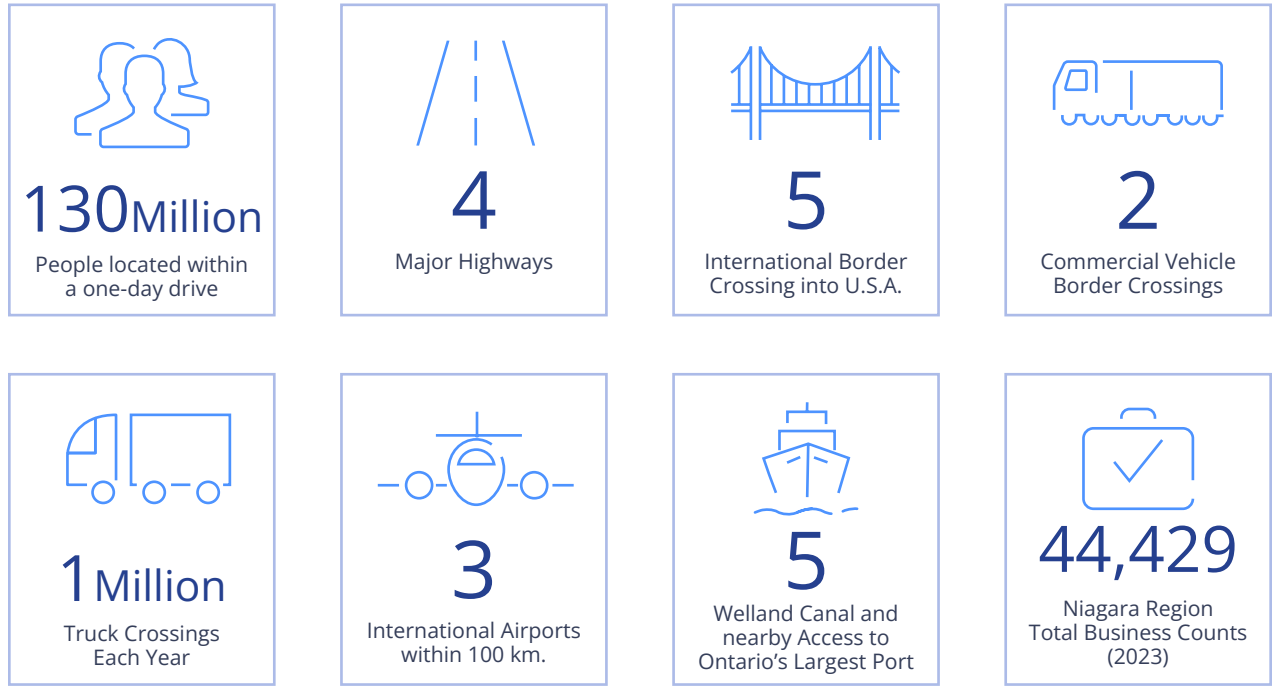 130Million
People located within
a one-day drive
4
Major Highways
5
International Border
Crossing into U.S.A.
2
Commercial Vehicle
Border Crossings
1Million
Truck Crossings
Each Year
3
International Airports
within 100 km.
5
Welland Canal and
nearby Access to
Ontario’s Largest Port
44,429
Niagara Region
Total Business Counts
(2023)